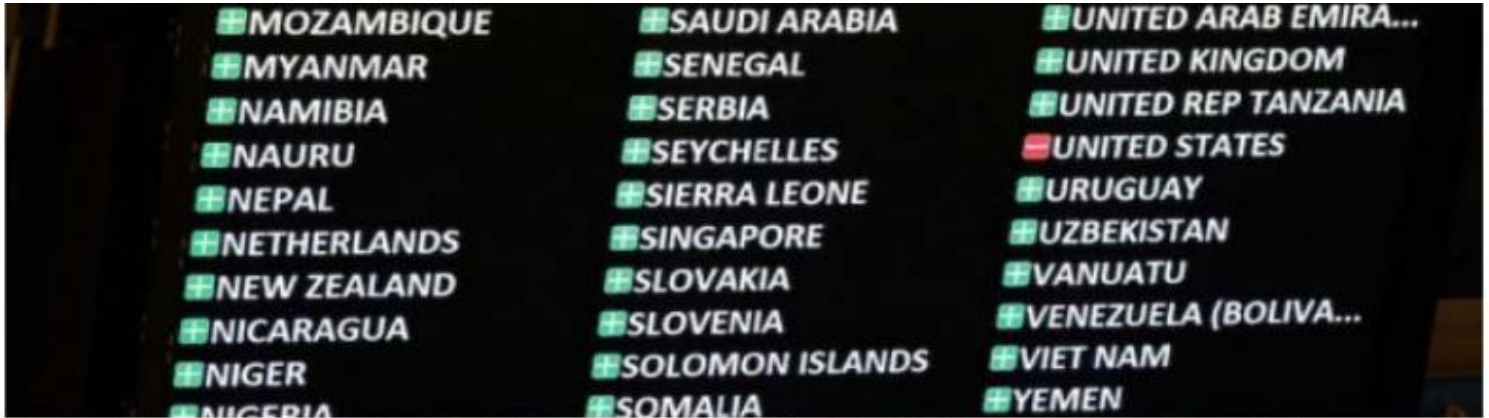 MOZAMBIQUE
MYANMAR
NAMIBIA
NAURU
NEPAL
NETHERLANDS
NEW ZEALAND
NICARAGUA
NIGER
NIGERIA
SAUDI ARABIA
SENEGAL
SERBIA
SEYCHELLES
SIERRA LEONE
SINGAPORE
SLOVAKIA
SLOVENIA
SOLOMON ISLANDS
SOMALIA
UNITED ARAB EMIRA...
UNITED KINGDOM
UNITED REP TANZANIA
UNITED STATES
URUGUAY
UZBEKISTAN
VANUATU
VENEZUELA (BOLIVA...
VIET NAM
YEMEN